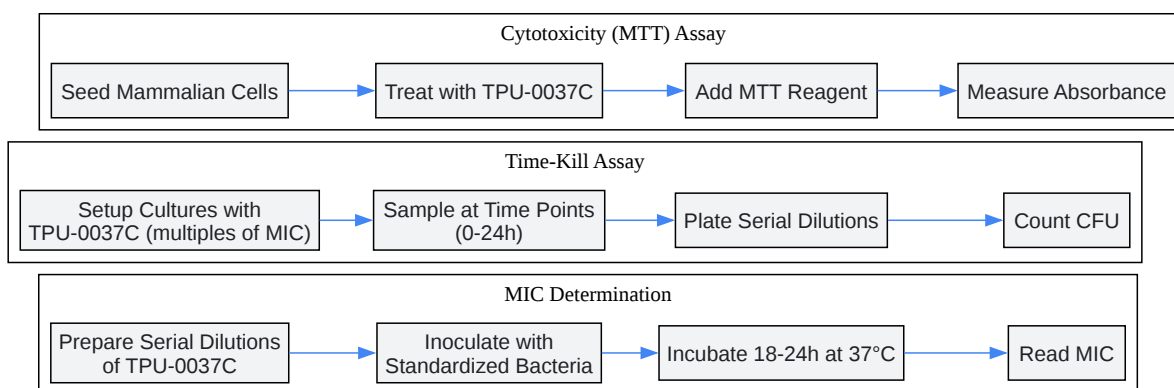 Cytotoxicity (MTT) Assay
Seed Mammalian Cells
Treat with TPU-0037C
Add MTT Reagent
Measure Absorbance
Time-Kill Assay
Setup Cultures with
TPU-0037C (multiples of MIC)
Sample at Time Points
(0-24h)
Plate Serial Dilutions
Count CFU
MIC Determination
Prepare Serial Dilutions
of TPU-0037C
Inoculate with
Standardized Bacteria
Incubate 18-24h at 37°C
Read MIC